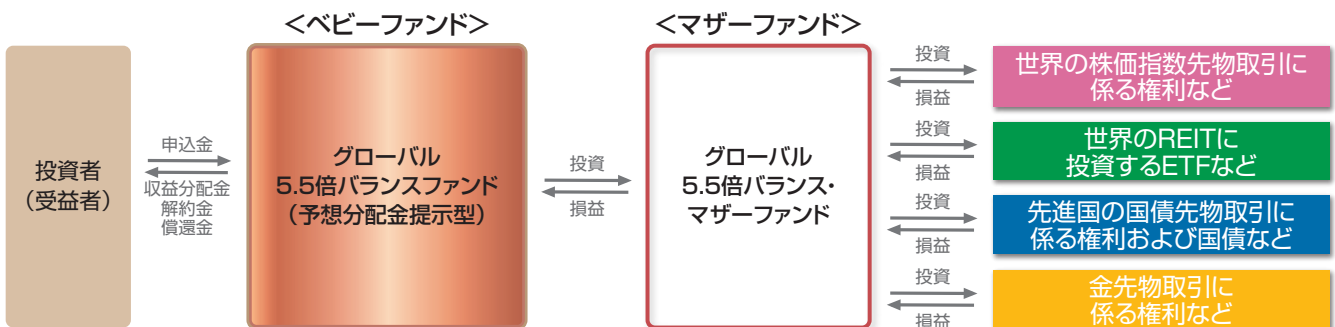 <ベビーファンド>
<マザーファンド>
投資者
(受益者)
申込金
収益分配金
解約金
償還金
グローバル
5.5倍バランスファンド
(予想分配金提示型)
投資
損益
グローバル
5.5倍バランス・
マザーファンド
投資
損益
世界の株価指数先物取引に
係る権利など
投資
損益
世界のREITに
投資するETFなど
投資
損益
先進国の国債先物取引に
係る権利および国債など
投資
損益
金先物取引に
係る権利など